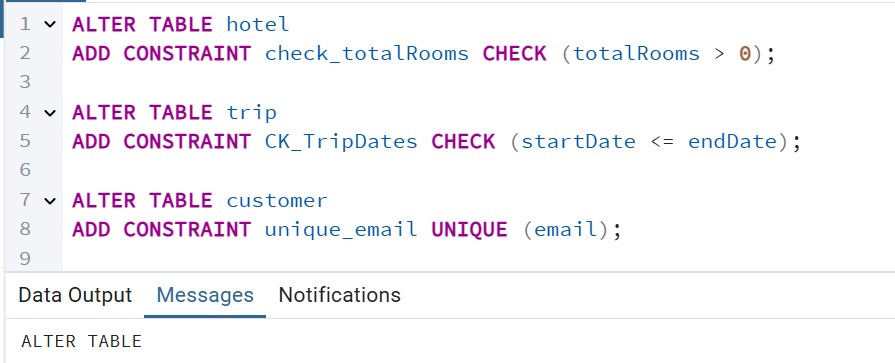 1 ALTER TABLE hotel
2 ADD CONSTRAINT check_totalRooms CHECK (totalRooms > 0);
3
4 ALTER TABLE trip
5 ADD CONSTRAINT CK_TripDates CHECK (startDate <= endDate);
6
7 ALTER TABLE customer
8 ADD CONSTRAINT unique_email UNIQUE (email);
9
Data Output Messages Notifications
ALTER TABLE